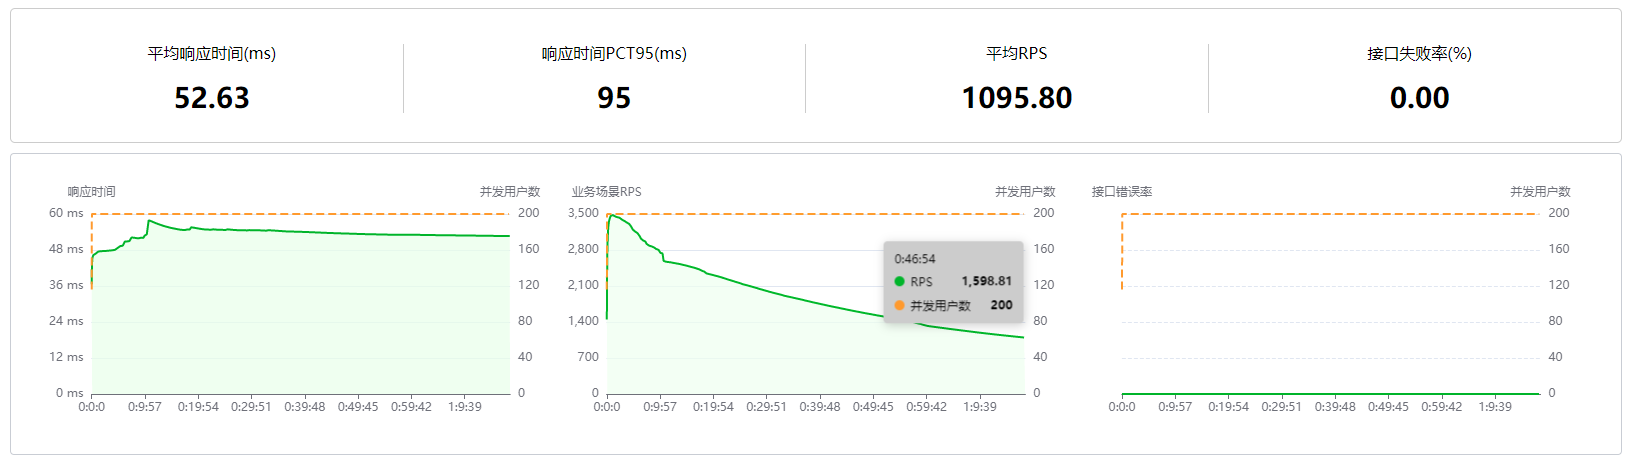 平均响应时间(ms)
52.63
响应时间PCT95(ms)
95
平均RPS
1095.80
接口失败率(%)
0.00
响应时间
并发用户数
60 ms
48 ms
36 ms
24 ms
12 ms
0 ms
200
160
120
80
40
0
0:0:0
0:9:57
0:19:54
0:29:51
0:39:48
0:49:45
0:59:42
1:9:39
业务场景RPS
并发用户数
3,500
2,800
2,100
1,400
700
0
200
160
120
80
40
0
0:46:54
RPS 1,598.81
并发用户数 200
0:0:0
0:9:57
0:19:54
0:29:51
0:39:48
0:49:45
0:59:42
1:9:39
接口错误率
并发用户数
200
160
120
80
40
0
0:0:0
0:9:57
0:19:54
0:29:51
0:39:48
0:49:45
0:59:42
1:9:39